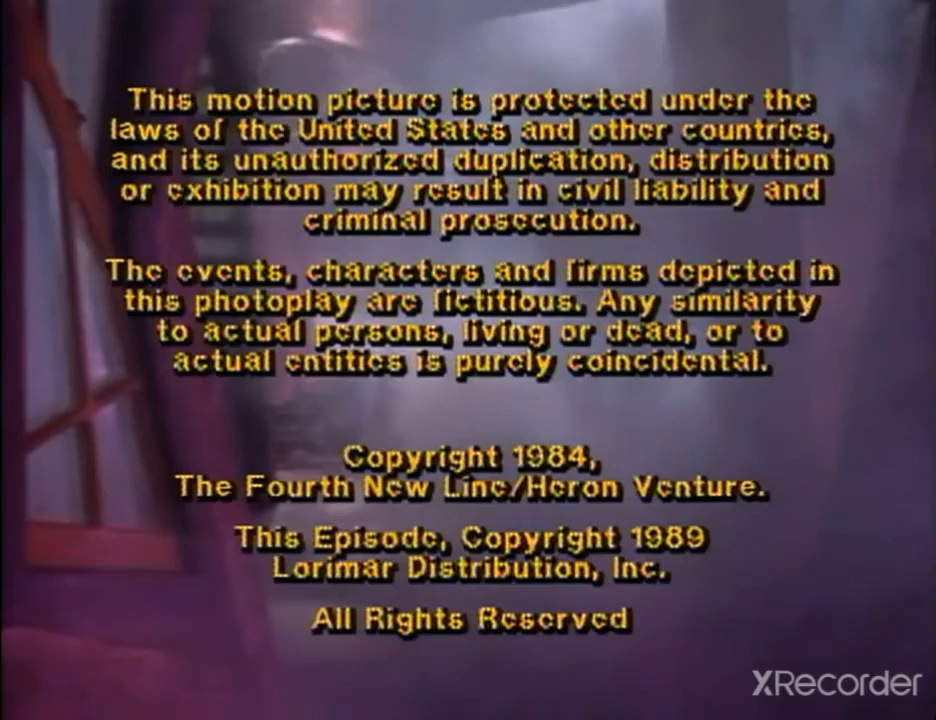 This motion picture is protected under the
laws of the United States and other countries,
and its unauthorized duplication, distribution
or exhibition may result in civil liability and
criminal prosecution.
The events, characters and firms depicted in
this photoplay are fictitious. Any similarity
to actual persons, living or dead, or to
actual entities is purely coincidental.
Copyright 1984,
The Fourth New Line/Heron Venture.
This Episode, Copyright 1989
Lorimar Distribution, Inc.
All Rights Reserved
XRecorder